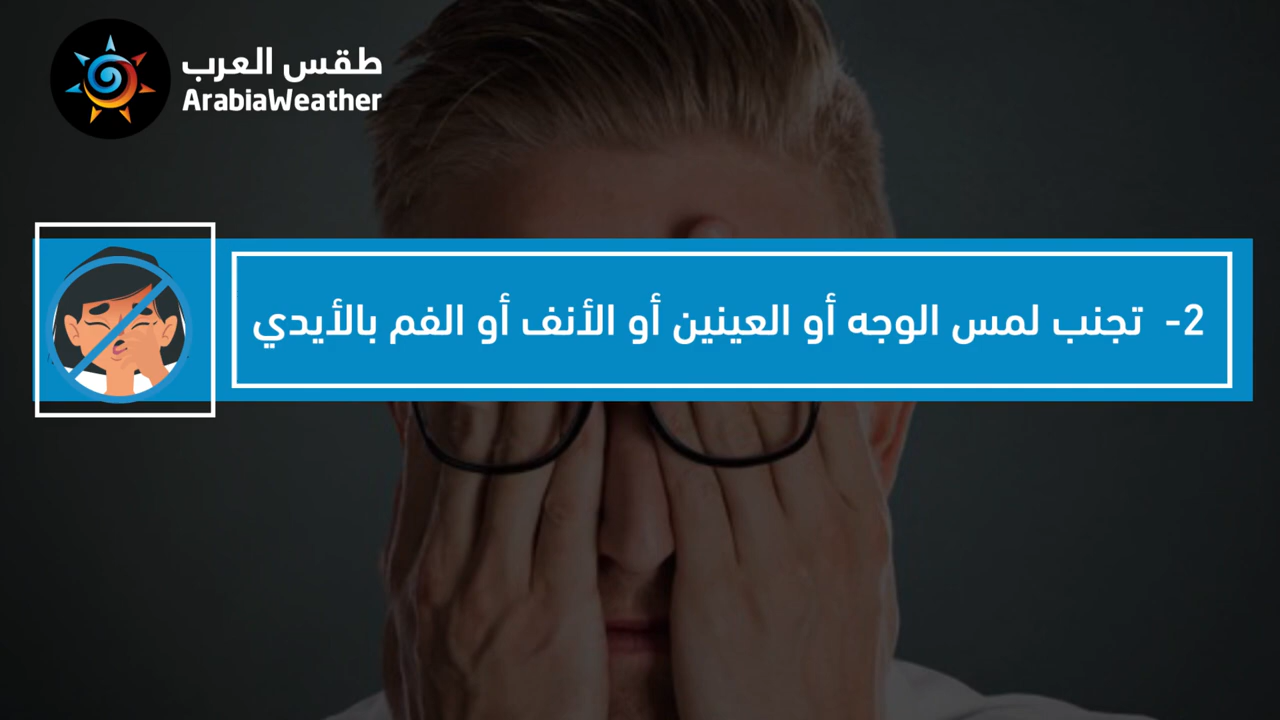 طقس العرب
ArabiaWeather
2- تجنب لمس الوجه أو العينين أو الأنف أو الفم بالأيدي